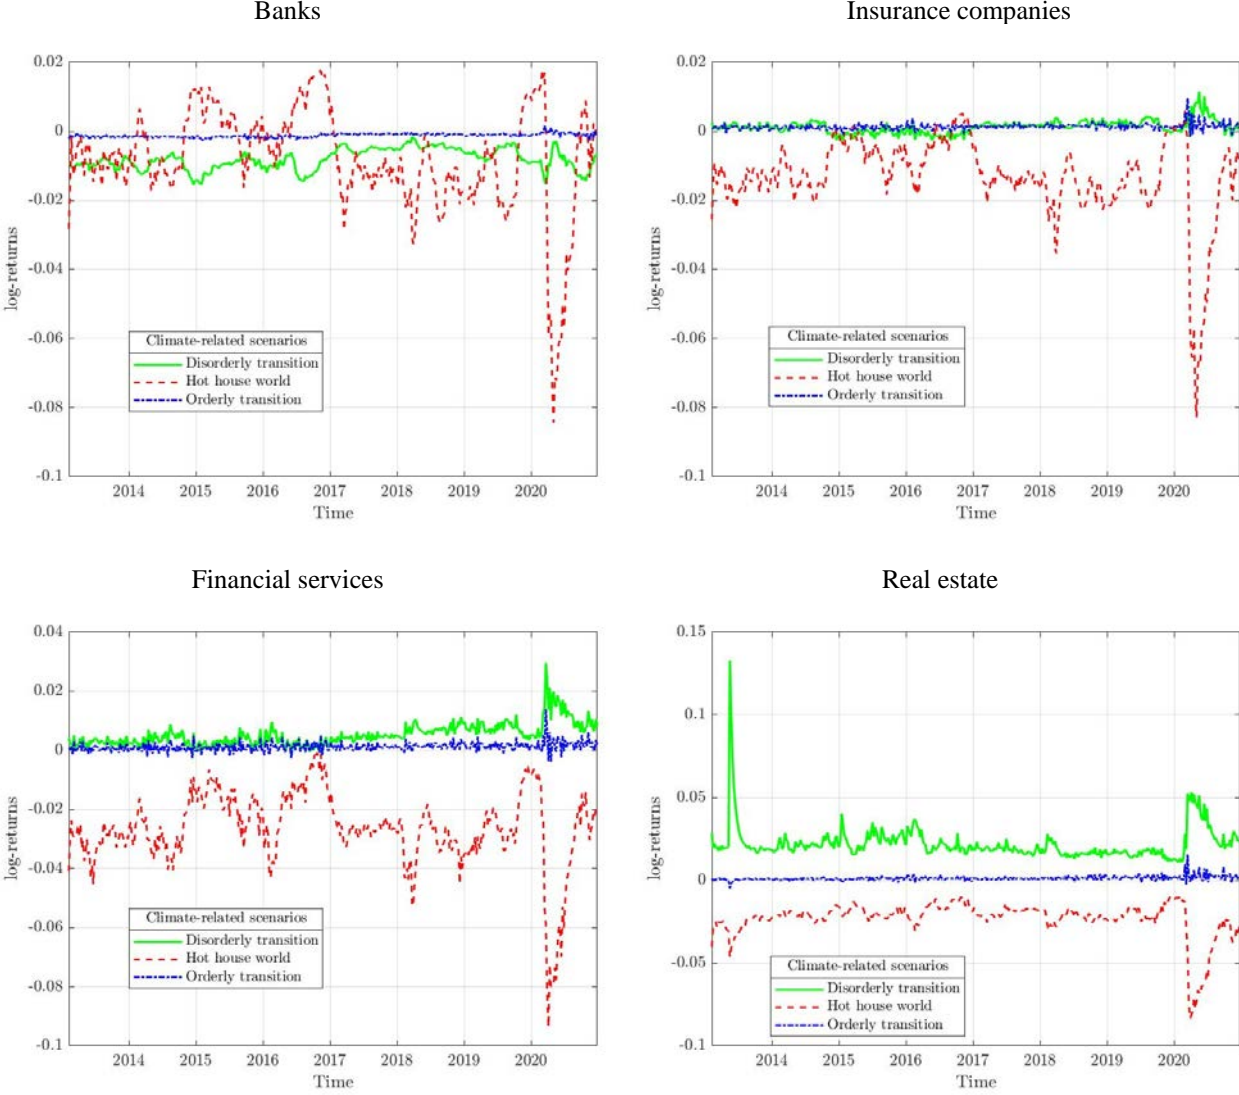 Banks
0.02
0
-0.02
-0.04
-0.06
-0.08
-0.1
log-returns
Climate-related scenarios
Disorderly transition
Hot house world
Orderly transition
2014 2015 2016 2017 2018 2019 2020
Time
Insurance companies
0.02
0
-0.02
-0.04
-0.06
-0.08
-0.1
log-returns
Climate-related scenarios
Disorderly transition
Hot house world
Orderly transition
2014 2015 2016 2017 2018 2019 2020
Time
Financial services
0.04
0.02
0
-0.02
-0.04
-0.06
-0.08
-0.1
log-returns
Climate-related scenarios
Disorderly transition
Hot house world
Orderly transition
2014 2015 2016 2017 2018 2019 2020
Time
Real estate
0.15
0.1
0.05
0
-0.05
-0.1
log-returns
Climate-related scenarios
Disorderly transition
Hot house world
Orderly transition
2014 2015 2016 2017 2018 2019 2020
Time